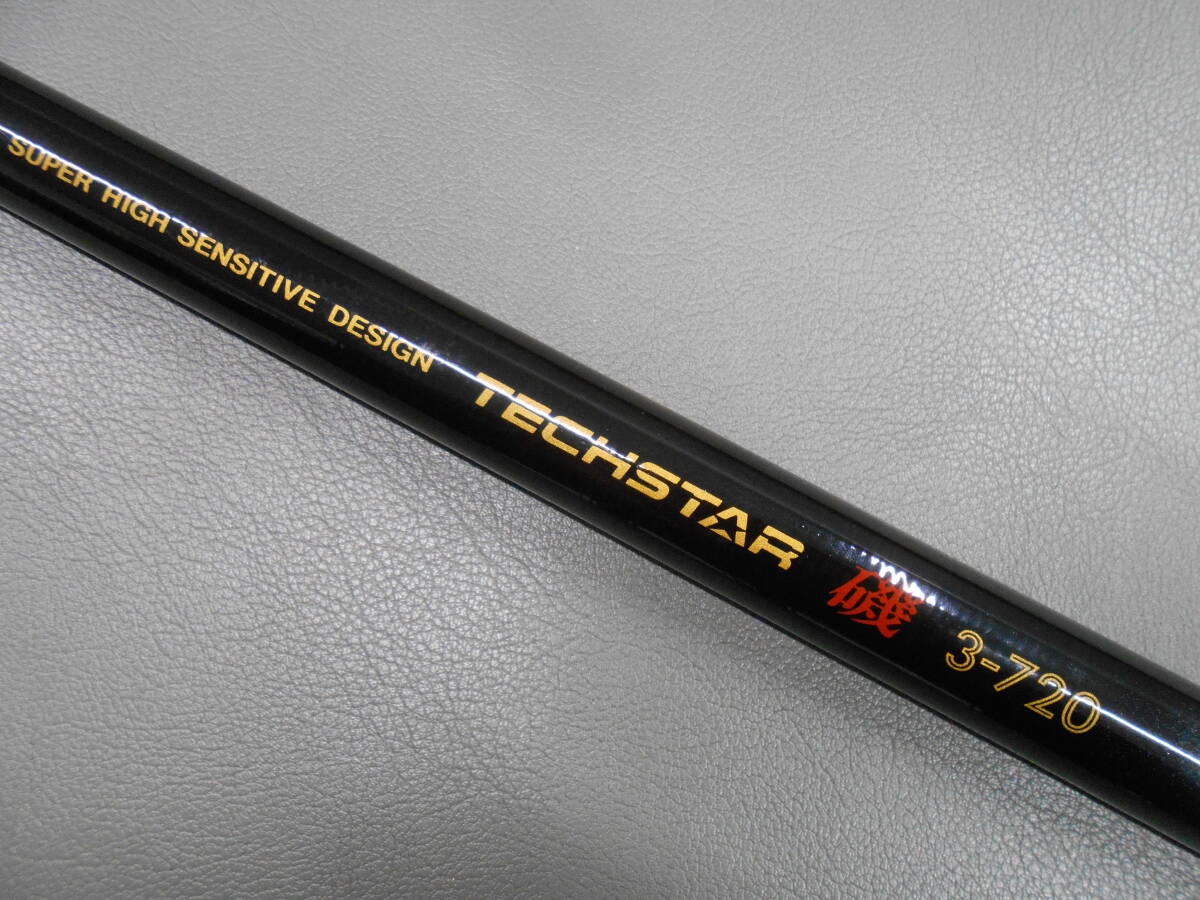 SUPER HIGH SENSITIVE DESIGN TECHSTAR 磯 3-720